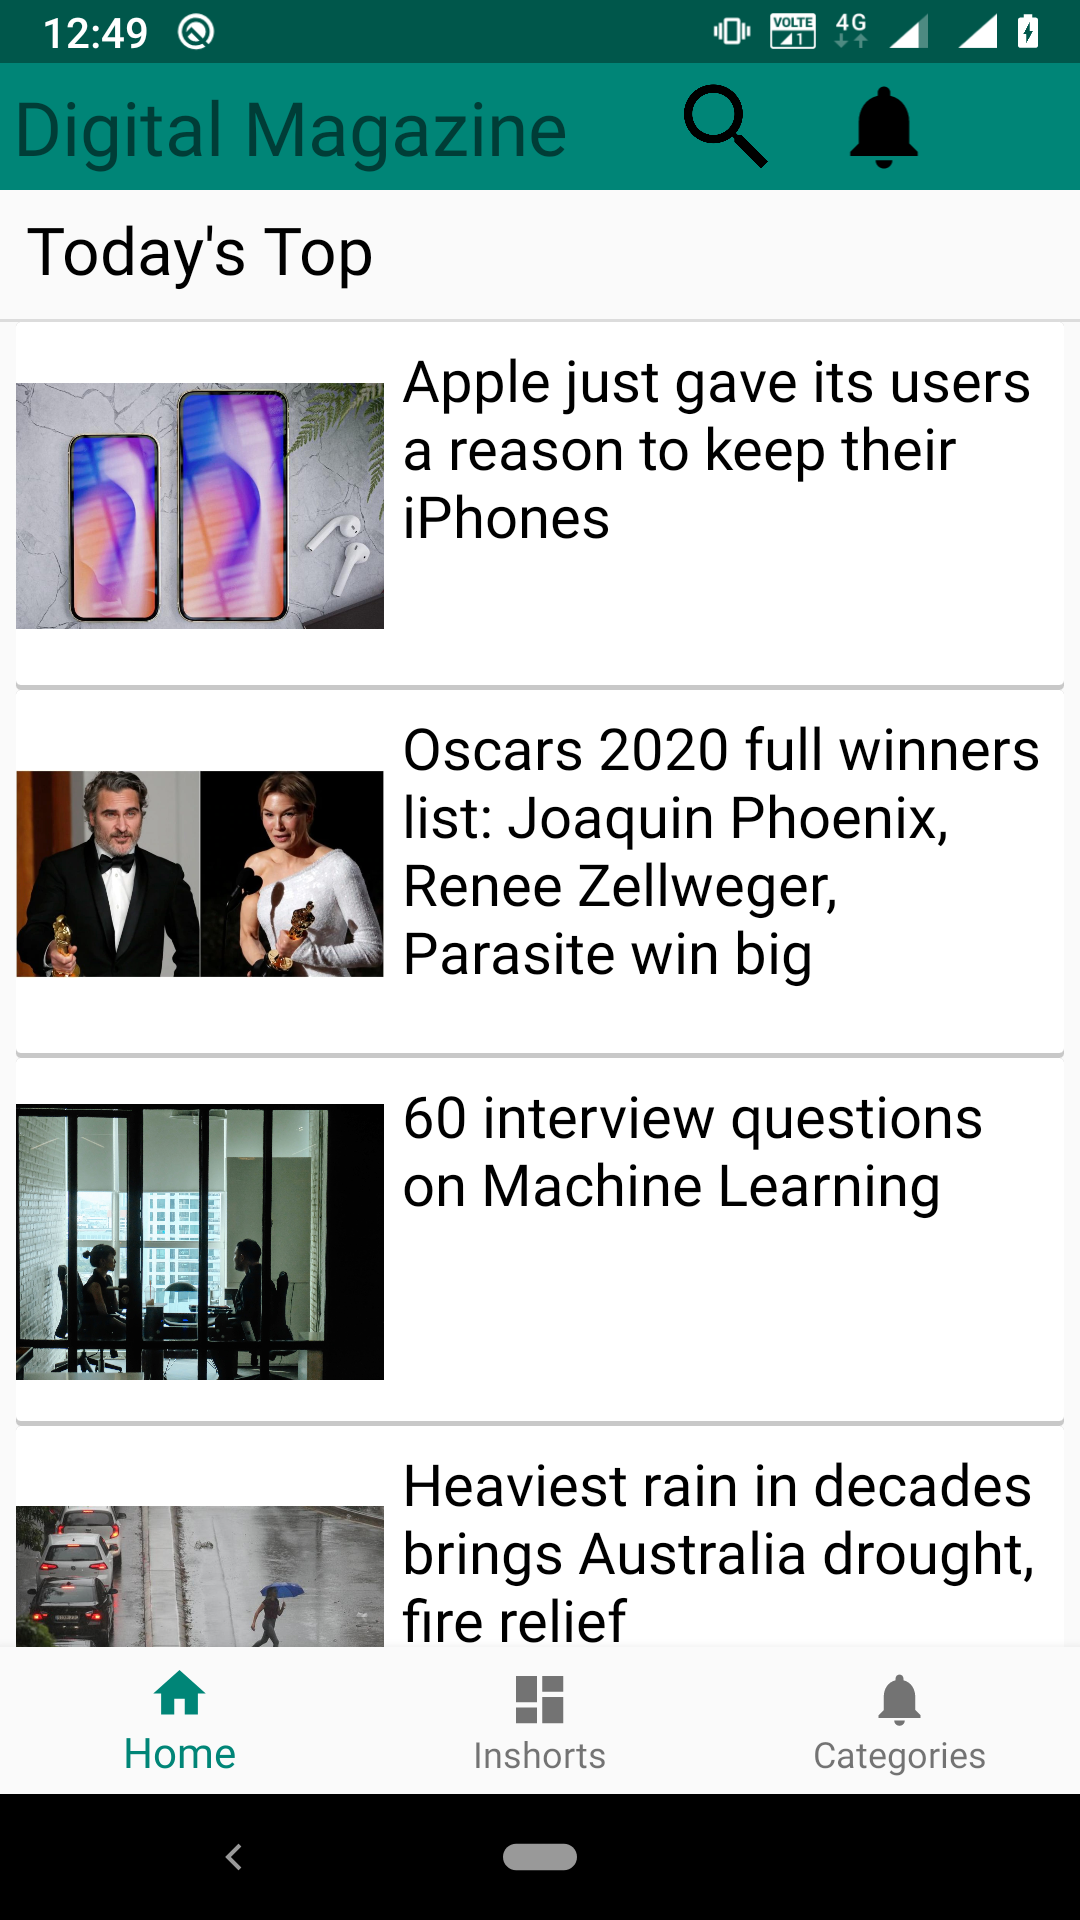 12:49
VOLTE 1 4G
Digital Magazine
Today's Top
Apple just gave its users
a reason to keep their
iPhones
Oscars 2020 full winners
list: Joaquin Phoenix,
Renee Zellweger,
Parasite win big
60 interview questions
on Machine Learning
Heaviest rain in decades
brings Australia drought,
fire relief
Home Inshorts Categories